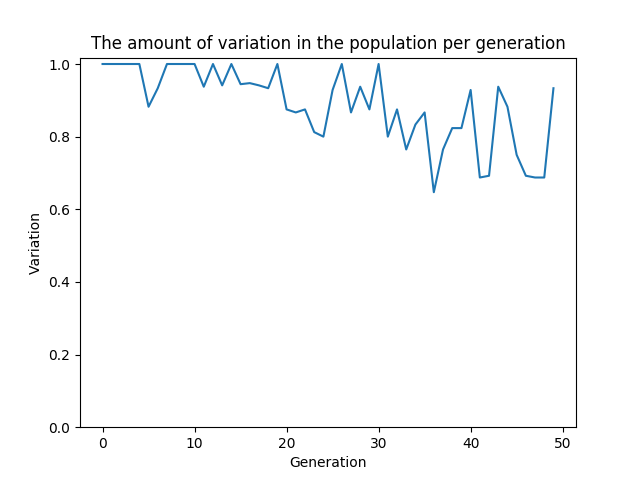 The amount of variation in the population per generation
1.0
0.8
0.6
0.4
0.2
0.0
Variation
0 10 20 30 40 50
Generation